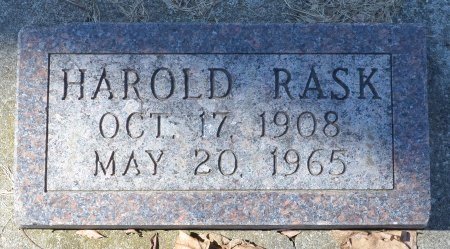 HAROLD RASK
OCT. 17, 1908
MAY 20, 1965